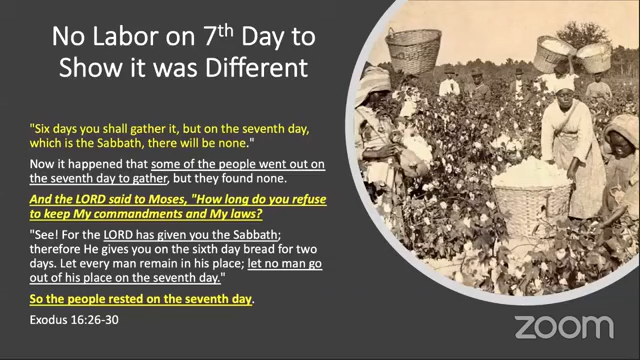 No Labor on 7th Day to
Show it was Different
"Six days you shall gather it, but on the seventh day,
which is the Sabbath, there will be none."
Now it happened that some of the people went out on
the seventh day to gather, but they found none.
And the LORD said to Moses, "How long do you refuse
to keep My commandments and My laws?
"See! For the LORD has given you the Sabbath;
therefore He gives you on the sixth day bread for two
days. Let every man remain in his place; let no man go
out of his place on the seventh day."
So the people rested on the seventh day.
Exodus 16:26-30
zoom